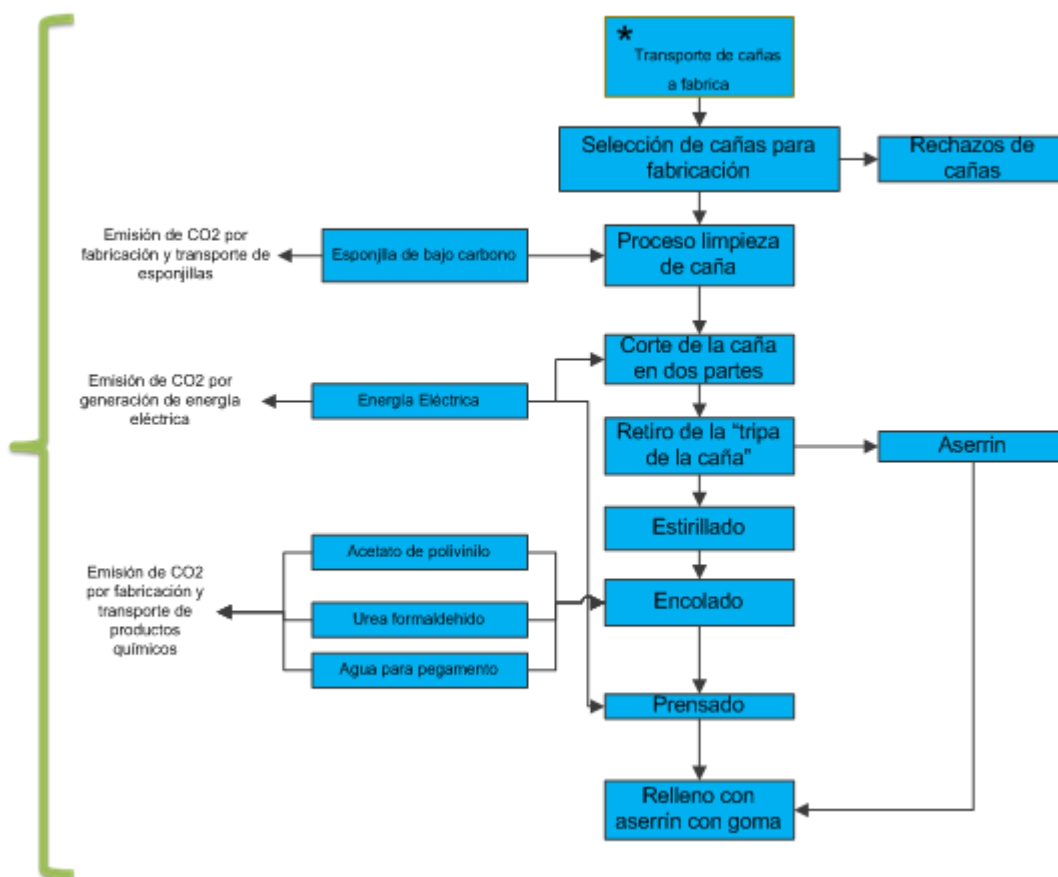 *
Transporte de cañas
a fabrica
Selección de cañas para
fabricación
Rechazos de
cañas
Emisión de CO2 por
fabricación y transporte de
esponjillas
Esponjlla de bajo carbono
Proceso limpieza
de caña
Corte de la caña
en dos partes
Emisión de CO2 por
generación de energía
eléctrica
Energía Eléctrica
Retiro de la “tripa
de la caña”
Aserrin
Estirillado
Acetato de polivinilo
Emisión de CO2
por fabricación y
transporte de
productos
químicos
Urea formaldehido
Encolado
Agua para pegamento
Prensado
Relleno con
aserrin con goma